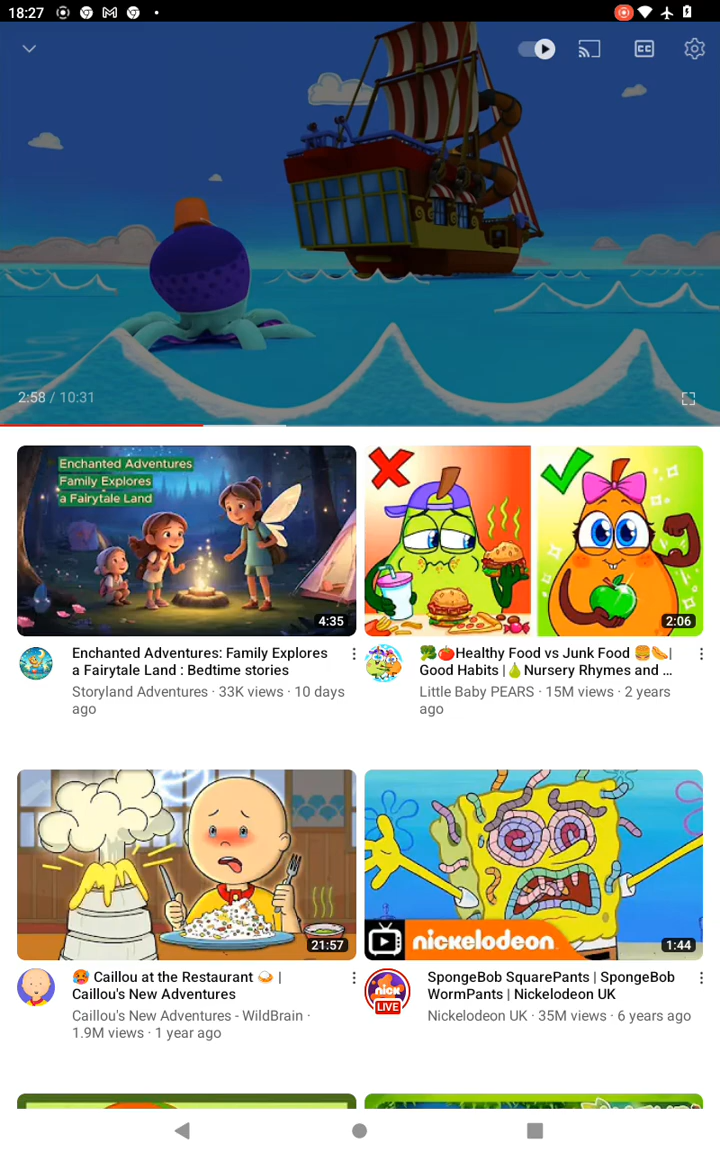 18:27
2:58 / 10:31
Enchanted Adventures
Family Explores
a Fairytale Land
4:35
2:06
Enchanted Adventures: Family Explores
a Fairytale Land : Bedtime stories
Storyland Adventures · 33K views · 10 days
ago
🥦🍅Healthy Food vs Junk Food 🍔🌭|
Good Habits |🍐Nursery Rhymes and ...
Little Baby PEARS · 15M views · 2 years
ago
21:57
nickelodeon
1:44
🥵 Caillou at the Restaurant 🍛 |
Caillou's New Adventures
Caillou's New Adventures - WildBrain ·
1.9M views · 1 year ago
nick
LIVE
SpongeBob SquarePants | SpongeBob
WormPants | Nickelodeon UK
Nickelodeon UK · 35M views · 6 years ago